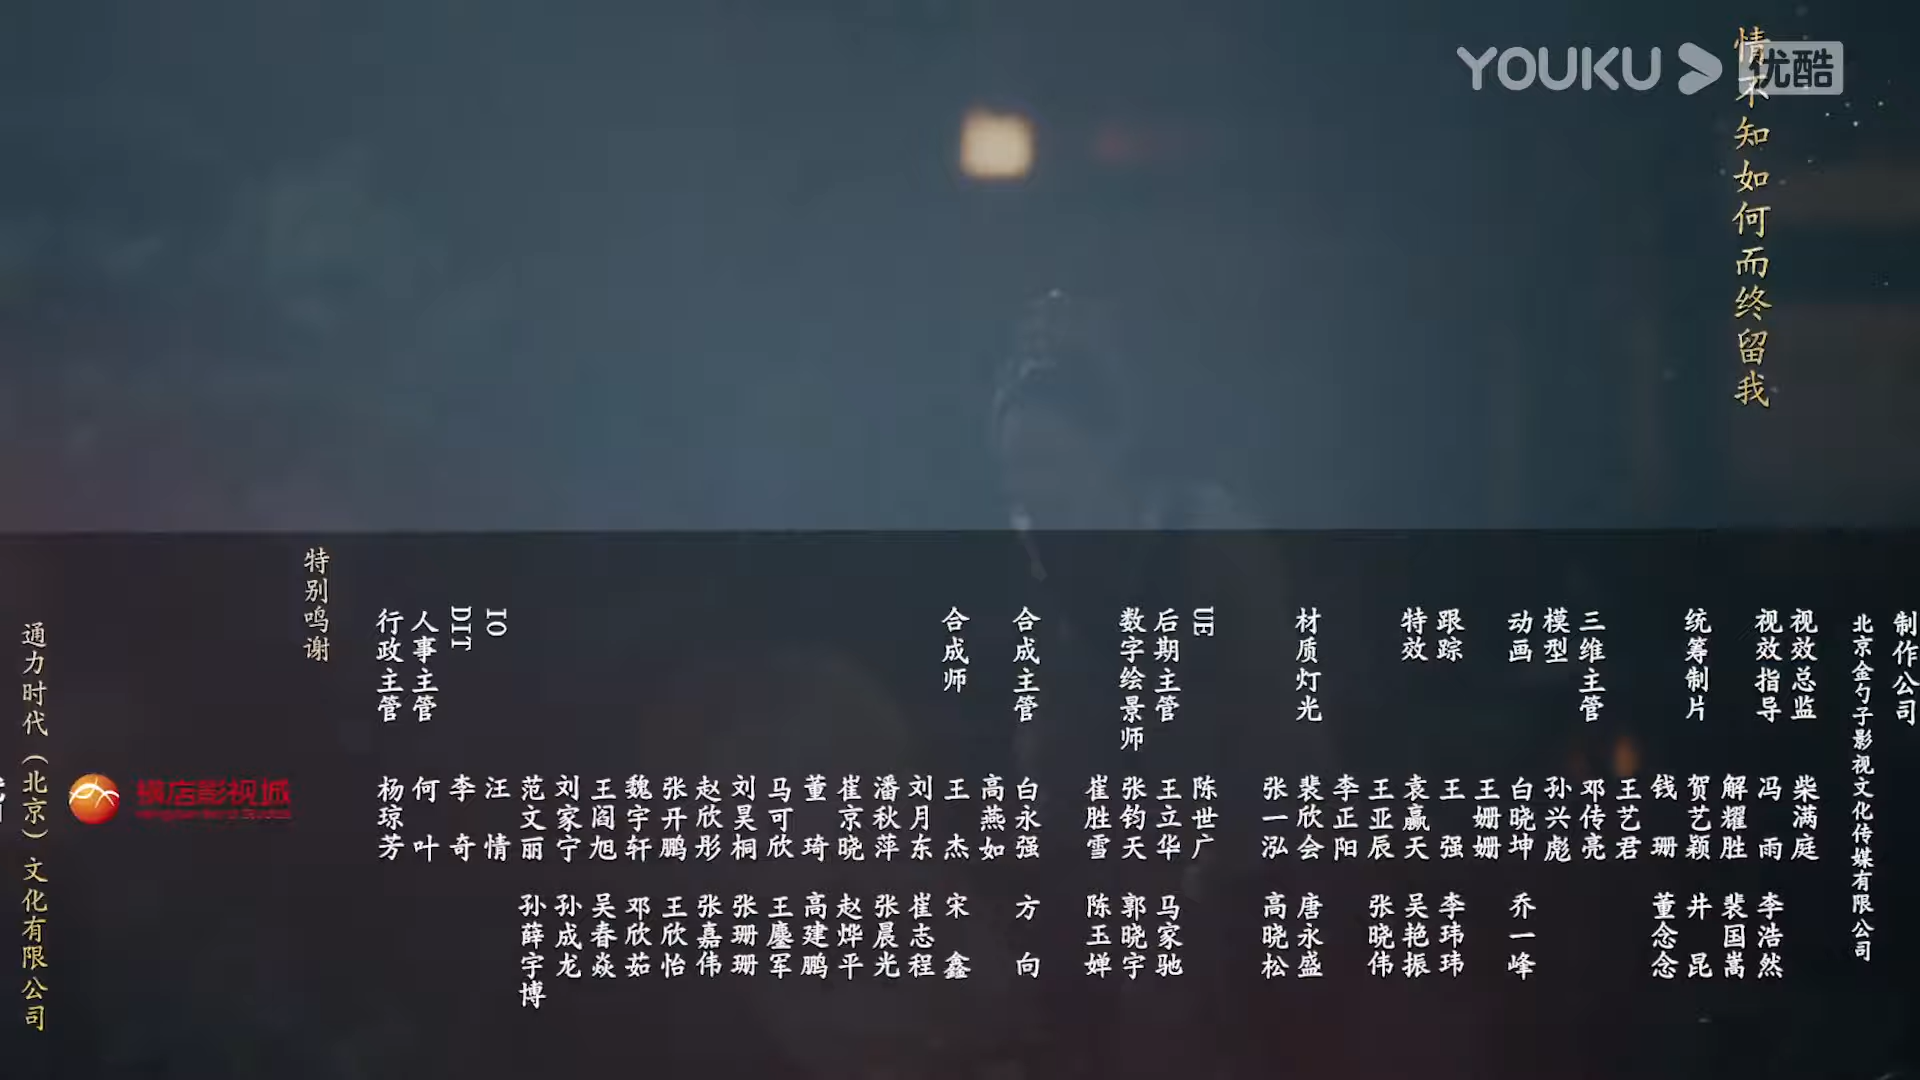 YOUKU 优酷
情不知如何而终留我
制作公司
北京金勺子影视文化传媒有限公司
视效总监 柴满庭
视效指导 冯雨 李浩然
解耀胜 裴国嵩
统筹制片 贺艺颖 井昆
钱珊 董念念
王艺君
三维主管 邓传亮
模型 孙兴彪
动画 白晓坤 乔一峰
王姗姗
跟踪 王强 李玮玮
特效 袁赢天 吴艳振
王亚辰 张晓伟
李正阳
材质灯光 裴欣会 唐永盛
张一泓 高晓松
UE 陈世广
后期主管 王立华 马家驰
数字绘景师 张钧天 郭晓宇
崔胜雪 陈玉婵
合成主管 白永强 方向
高燕如
合成师 王杰 宋鑫
刘月东 崔志程
潘秋萍 张晨光
崔京晓 赵烨平
董琦 高建鹏
马可欣 王鏖军
刘昊桐 张珊珊
赵欣彤 张嘉伟
张开鹏 王欣怡
魏宇轩 邓欣茹
王阎旭 吴春焱
刘家宁 孙成龙
范文丽 孙薛宇博
IO 汪情
DIT 李奇
人事主管 何叶
行政主管 杨琼芳
特别鸣谢
横店影视城
通力时代（北京）文化有限公司